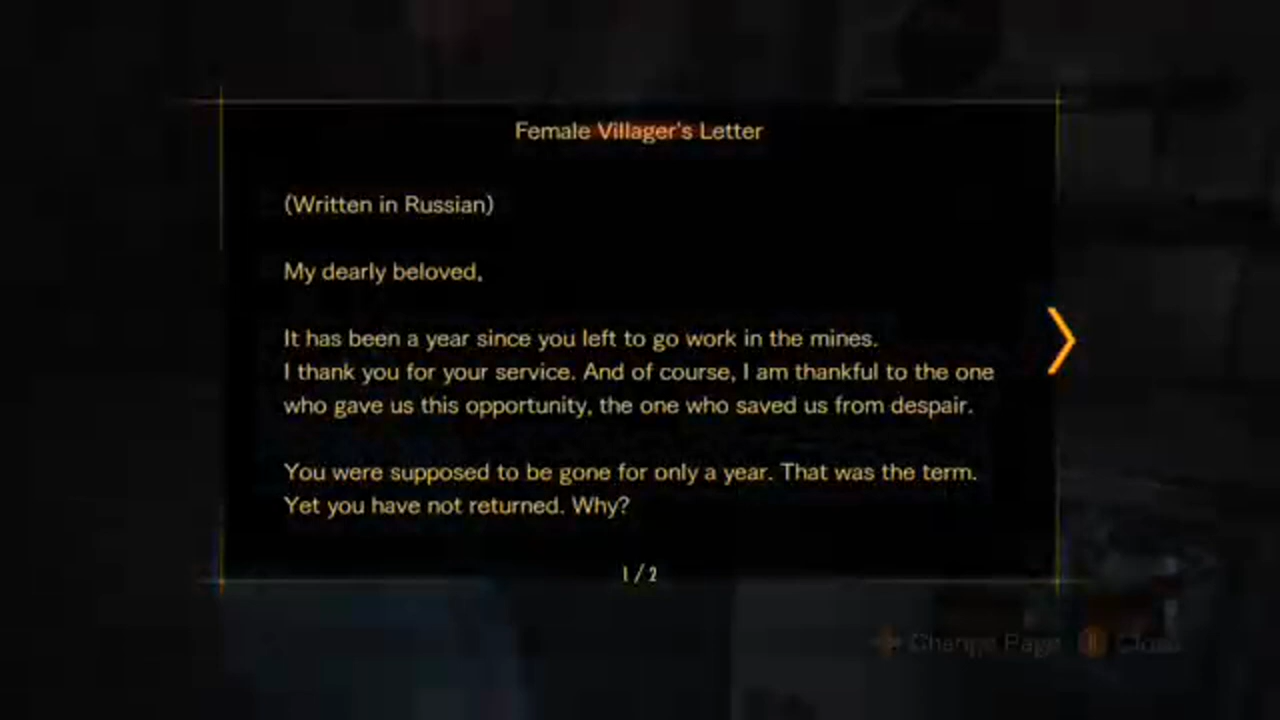 Female Villager's Letter
(Written in Russian)
My dearly beloved,
It has been a year since you left to go work in the mines.
I thank you for your service. And of course, I am thankful to the one
who gave us this opportunity, the one who saved us from despair.
You were supposed to be gone for only a year. That was the term.
Yet you have not returned. Why?
1/2
Change Page Close